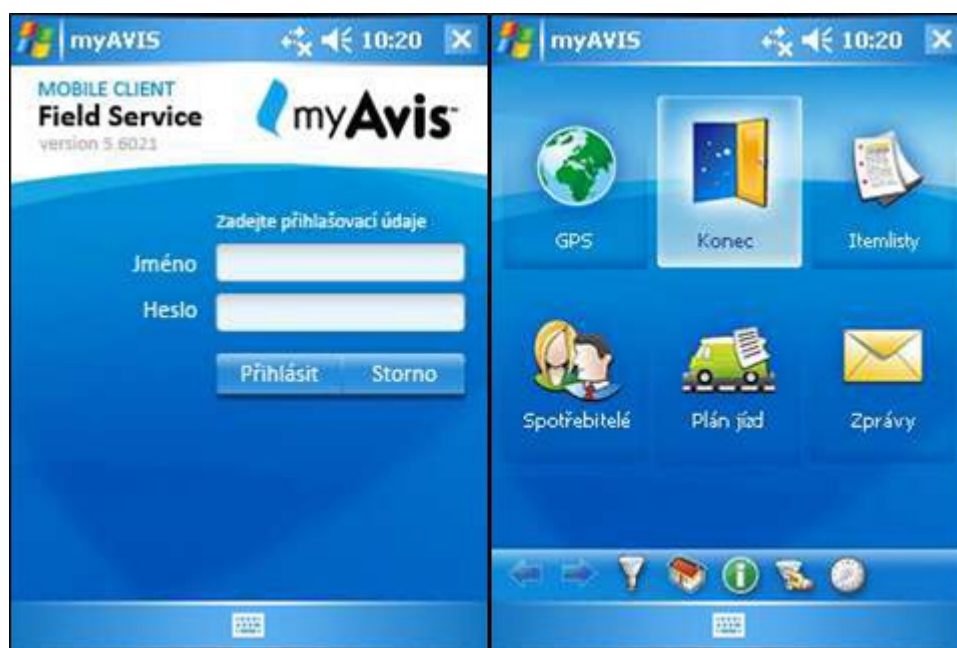 myAVIS 10:20
MOBILE CLIENT
Field Service
version 5.6021
myAvis
Zadejte přihlašovací údaje
Jméno
Heslo
Přihlásit Storno
myAVIS 10:20
GPS Konec Itemlisty
Spotřebitelé Plán jízd Zprávy